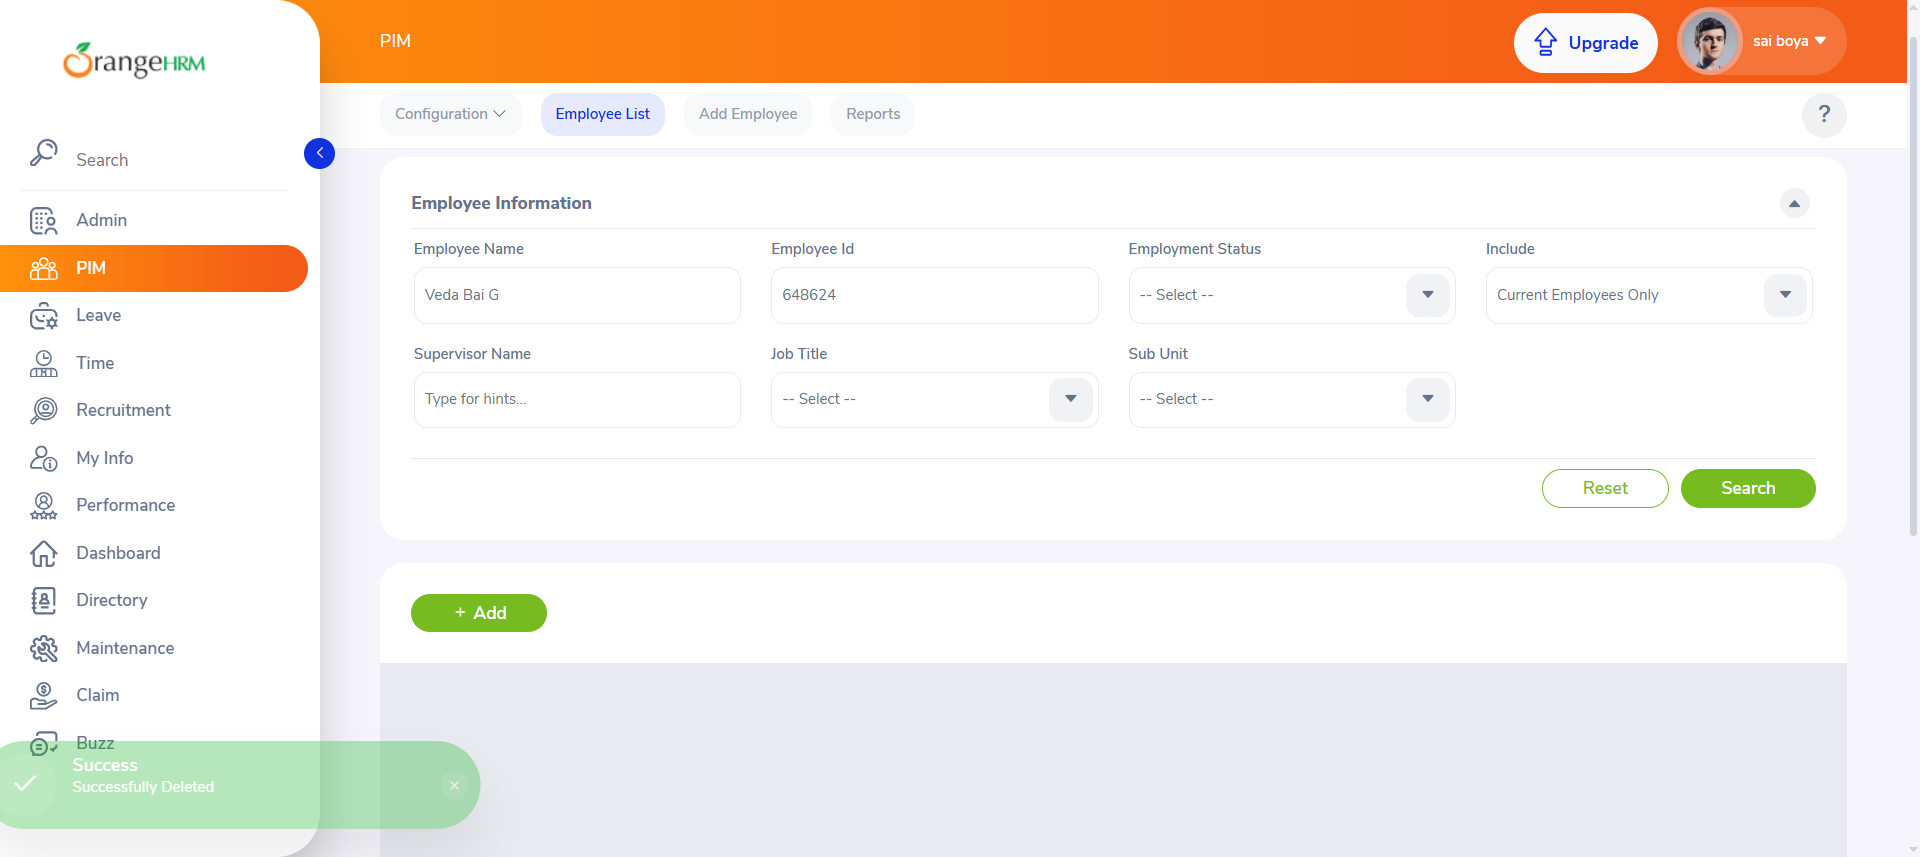 OrangeHRM
PIM
Upgrade
sai boya
Configuration
Employee List
Add Employee
Reports
?
Search
Admin
PIM
Leave
Time
Recruitment
My Info
Performance
Dashboard
Directory
Maintenance
Claim
Buzz
Employee Information
Employee Name
Employee Id
Employment Status
Include
Veda Bai G
648624
-- Select --
Current Employees Only
Supervisor Name
Job Title
Sub Unit
Type for hints...
-- Select --
-- Select --
Reset
Search
+ Add
Success
Successfully Deleted